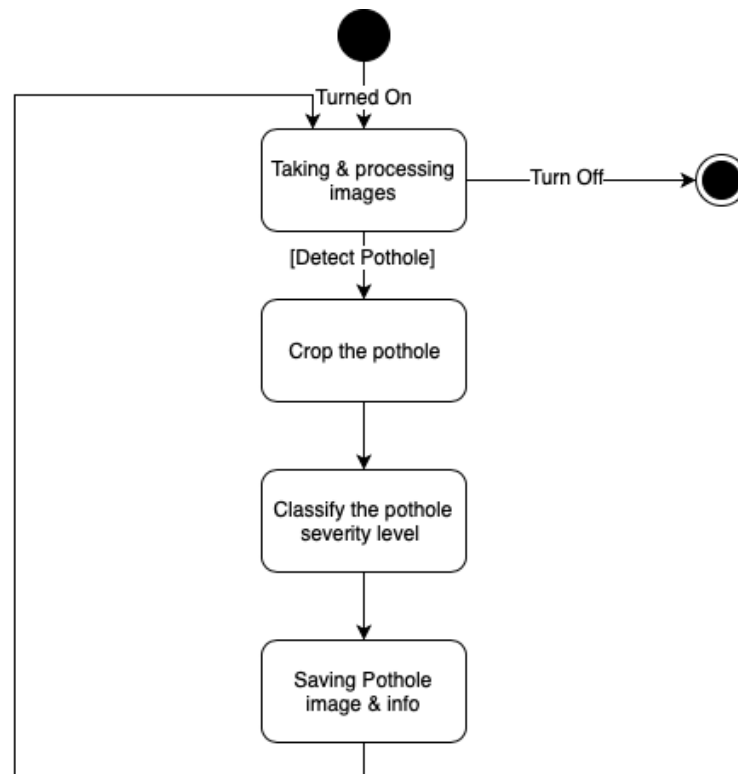 Turned On
Taking & processing
images
Turn Off
[Detect Pothole]
Crop the pothole
Classify the pothole
severity level
Saving Pothole
image & info